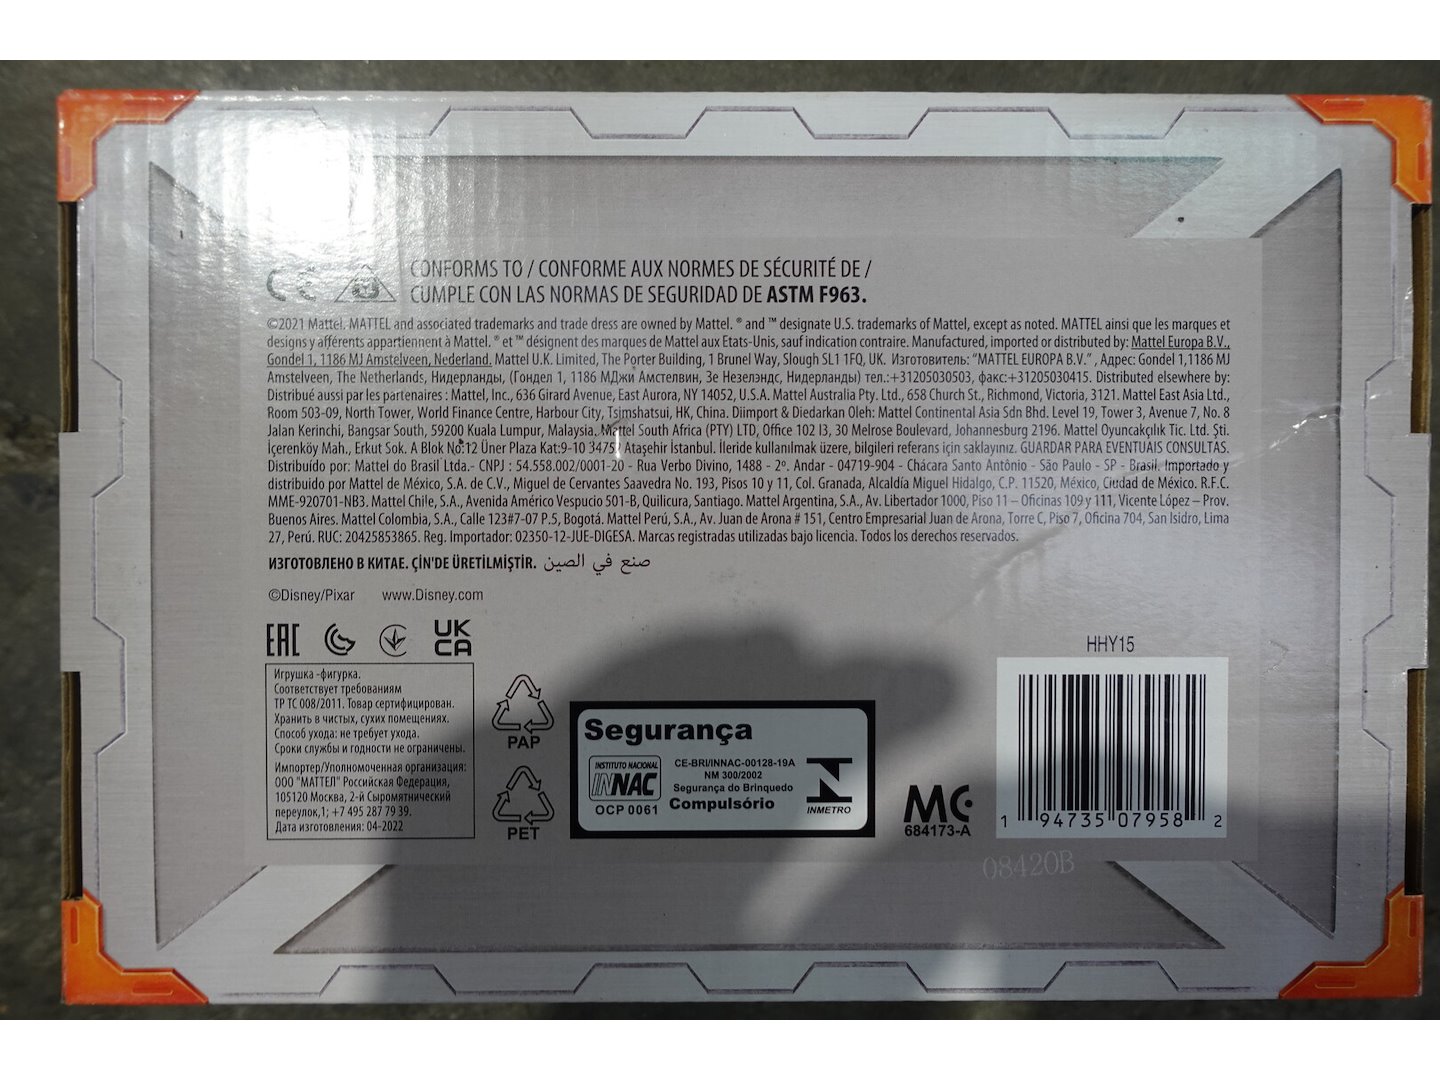 CE
CONFORMS TO / CONFORME AUX NORMES DE SÉCURITÉ DE /
CUMPLE CON LAS NORMAS DE SEGURIDAD DE ASTM F963.
©2021 Mattel. MATTEL and associated trademarks and trade dress are owned by Mattel. ® and ™ designate U.S. trademarks of Mattel, except as noted. MATTEL ainsi que les marques et
designs y afférents appartiennent à Mattel. ® et ™ désignent des marques de Mattel aux Etats-Unis, sauf indication contraire. Manufactured, imported or distributed by: Mattel Europa B.V.,
Gondel 1, 1186 MJ Amstelveen, Nederland. Mattel U.K. Limited, The Porter Building, 1 Brunel Way, Slough SL1 1FQ, UK. Изготовитель: "MATTEL EUROPA B.V." , Адрес: Gondel 1,1186 MJ
Amstelveen, The Netherlands, Нидерланды, (Гондел 1, 1186 МДжи Амстелвин, Зе Незелэндс, Нидерланды) тел.:+31205030503, факс:+31205030415. Distributed elsewhere by:
Distribué aussi par les partenaires : Mattel, Inc., 636 Girard Avenue, East Aurora, NY 14052, U.S.A. Mattel Australia Pty. Ltd., 658 Church St., Richmond, Victoria, 3121. Mattel East Asia Ltd.,
Room 503-09, North Tower, World Finance Centre, Harbour City, Tsimshatsui, HK, China. Diimport & Diedarkan Oleh: Mattel Continental Asia Sdn Bhd. Level 19, Tower 3, Avenue 7, No. 8
Jalan Kerinchi, Bangsar South, 59200 Kuala Lumpur, Malaysia. Mattel South Africa (PTY) LTD, Office 102 I3, 30 Melrose Boulevard, Johannesburg 2196. Mattel Oyuncakçılık Tic. Ltd. Şti.
İçerenköy Mah., Erkut Sok. A Blok No:12 Üner Plaza Kat:9-10 34752 Ataşehir İstanbul. İleride kullanılmak üzere, bilgileri referans için saklayınız. GUARDAR PARA EVENTUAIS CONSULTAS.
Distribuído por: Mattel do Brasil Ltda.- CNPJ : 54.558.002/0001-20 - Rua Verbo Divino, 1488 - 2º. Andar - 04719-904 - Chácara Santo Antônio - São Paulo - SP - Brasil. Importado y
distribuido por Mattel de México, S.A. de C.V., Miguel de Cervantes Saavedra No. 193, Pisos 10 y 11, Col. Granada, Alcaldía Miguel Hidalgo, C.P. 11520, México, Ciudad de México. R.F.C.
MME-920701-NB3. Mattel Chile, S.A., Avenida Américo Vespucio 501-B, Quilicura, Santiago. Mattel Argentina, S.A., Av. Libertador 1000, Piso 11 – Oficinas 109 y 111, Vicente López – Prov.
Buenos Aires. Mattel Colombia, S.A., Calle 123#7-07 P.5, Bogotá. Mattel Perú, S.A., Av. Juan de Arona # 151, Centro Empresarial Juan de Arona, Torre C, Piso 7, Oficina 704, San Isidro, Lima
27, Perú. RUC: 20425853865. Reg. Importador: 02350-12-JUE-DIGESA. Marcas registradas utilizadas bajo licencia. Todos los derechos reservados.
ИЗГОТОВЛЕНО В КИТАЕ. ÇİN'DE ÜRETİLMİŞTİR. صنع في الصين
©Disney/Pixar www.Disney.com
EAC
UK
CA
Игрушка -фигурка.
Соответствует требованиям
ТР ТС 008/2011. Товар сертифицирован.
Хранить в чистых, сухих помещениях.
Способ ухода: не требует ухода.
Сроки службы и годности не ограничены.
Импортер/Уполномоченная организация:
ООО "МАТТЕЛ" Российская Федерация,
105120 Москва, 2-й Сыромятнический
переулок,1; +7 495 287 79 39.
Дата изготовления: 04-2022
PAP
PET
Segurança
INSTITUTO NACIONAL
INNAC
OCP 0061
CE-BRI/INNAC-00128-19A
NM 300/2002
Segurança do Brinquedo
Compulsório
INMETRO
MC
684173-A
HHY15
1 94735 07958 2
08420B